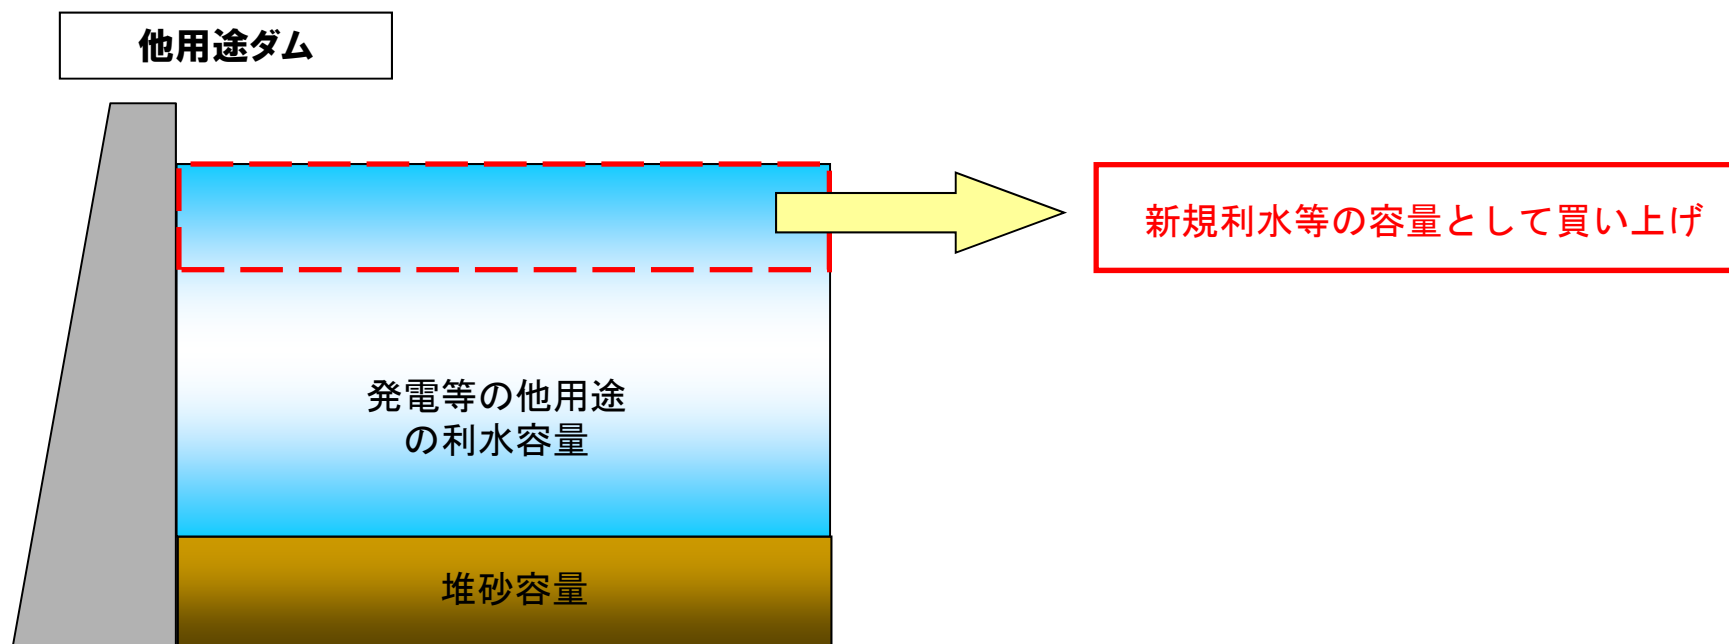 他用途ダム
新規利水等の容量として買い上げ
発電等の他用途
の利水容量
堆砂容量